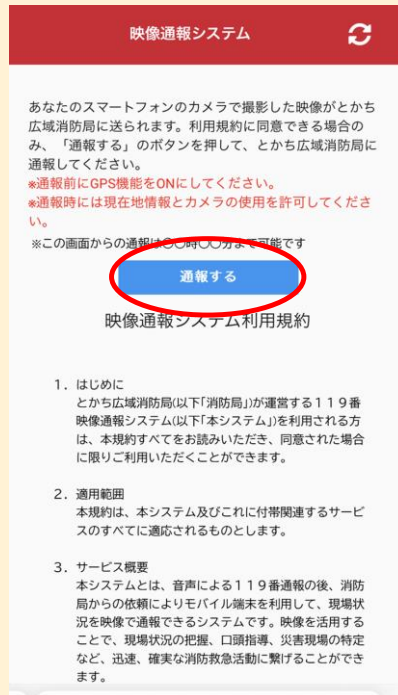 映像通報システム
あなたのスマートフォンのカメラで撮影した映像がとかち
広域消防局に送られます。利用規約に同意できる場合の
み、「通報する」のボタンを押して、とかち広域消防局に
通報してください。
※通報前にGPS機能をONにしてください。
※通報時には現在地情報とカメラの使用を許可してくださ
い。
※この画面からの通報は〇〇時〇〇分まで可能です
通報する
映像通報システム利用規約
1. はじめに
とかち広域消防局(以下「消防局」)が運営する119番
映像通報システム(以下「本システム」)を利用される方
は、本規約すべてをお読みいただき、同意された場合
に限りご利用いただくことができます。
2. 適用範囲
本規約は、本システム及びこれに付帯関連するサービ
スのすべてに適応されるものとします。
3. サービス概要
本システムとは、音声による119番通報の後、消防
局からの依頼によりモバイル端末を利用して、現場状
況を映像で通報できるシステムです。映像を活用する
ことで、現場状況の把握、口頭指導、災害現場の特定
など、迅速、確実な消防救急活動に繋げることができ
ます。